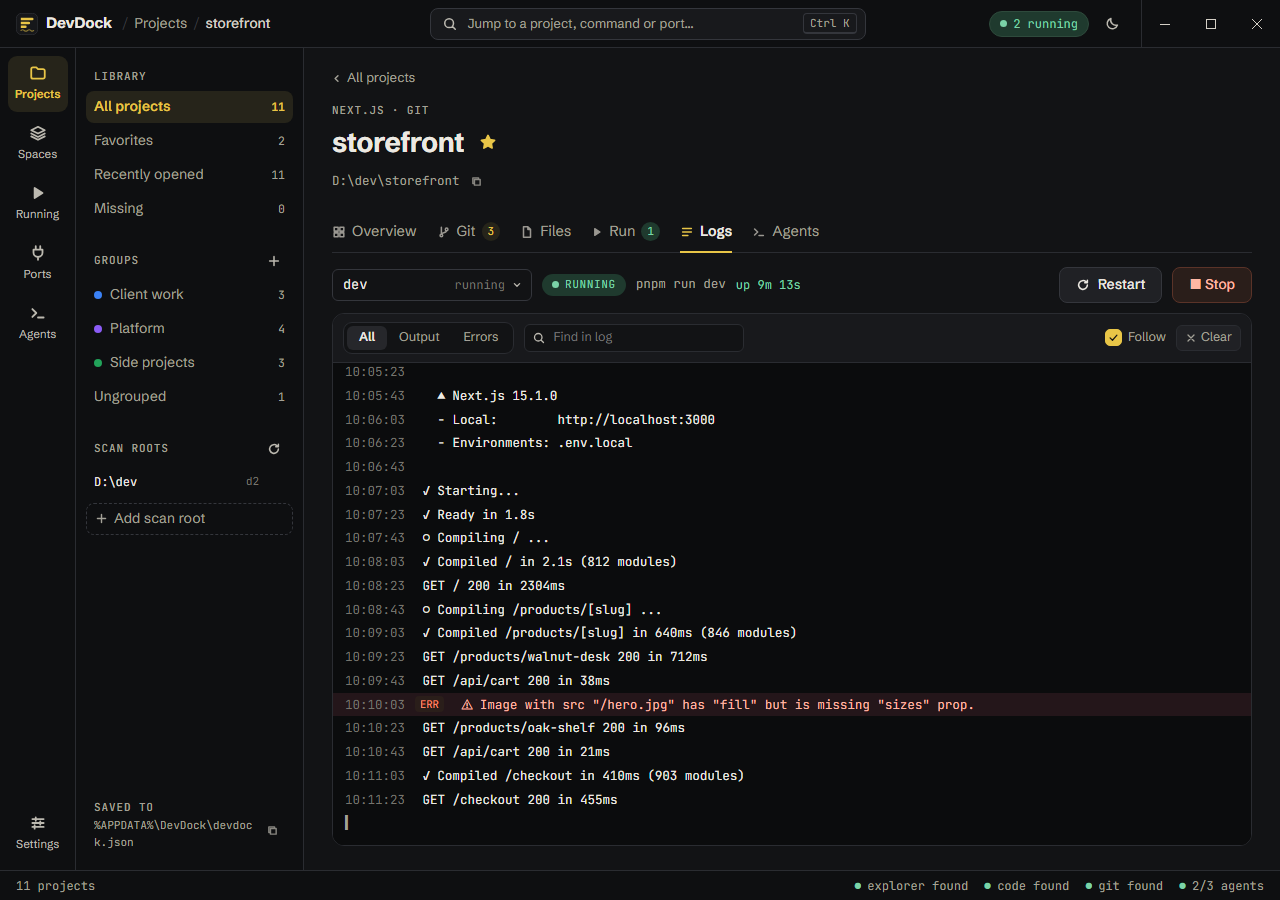 DevDock / Projects / storefront
Jump to a project, command or port... Ctrl K
2 running
Projects
Spaces
Running
Ports
Agents
Settings
LIBRARY
All projects 11
Favorites 2
Recently opened 11
Missing 0
GROUPS
Client work 3
Platform 4
Side projects 3
Ungrouped 1
SCAN ROOTS
D:\dev d2
Add scan root
SAVED TO
%APPDATA%\DevDock\devdoc
k.json
All projects
NEXT.JS · GIT
storefront
D:\dev\storefront
Overview Git 3 Files Run 1 Logs Agents
dev running RUNNING pnpm run dev up 9m 13s Restart Stop
All Output Errors Find in log Follow Clear
10:05:23
10:05:43 ▲ Next.js 15.1.0
10:06:03 - Local: http://localhost:3000
10:06:23 - Environments: .env.local
10:06:43
10:07:03 ✓ Starting...
10:07:23 ✓ Ready in 1.8s
10:07:43 ○ Compiling / ...
10:08:03 ✓ Compiled / in 2.1s (812 modules)
10:08:23 GET / 200 in 2304ms
10:08:43 ○ Compiling /products/[slug] ...
10:09:03 ✓ Compiled /products/[slug] in 640ms (846 modules)
10:09:23 GET /products/walnut-desk 200 in 712ms
10:09:43 GET /api/cart 200 in 38ms
10:10:03 ERR ⚠ Image with src "/hero.jpg" has "fill" but is missing "sizes" prop.
10:10:23 GET /products/oak-shelf 200 in 96ms
10:10:43 GET /api/cart 200 in 21ms
10:11:03 ✓ Compiled /checkout in 410ms (903 modules)
10:11:23 GET /checkout 200 in 455ms
11 projects
explorer found code found git found 2/3 agents